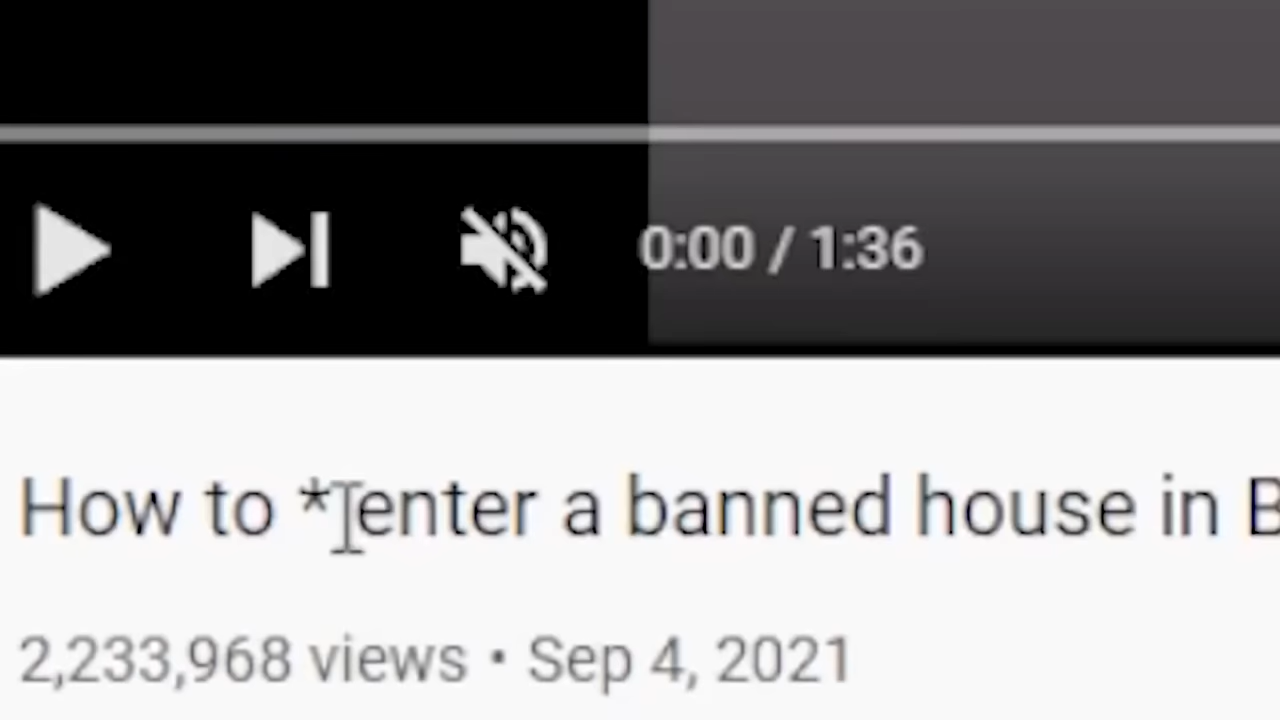 0:00 / 1:36
How to *enter a banned house in B
2,233,968 views • Sep 4, 2021